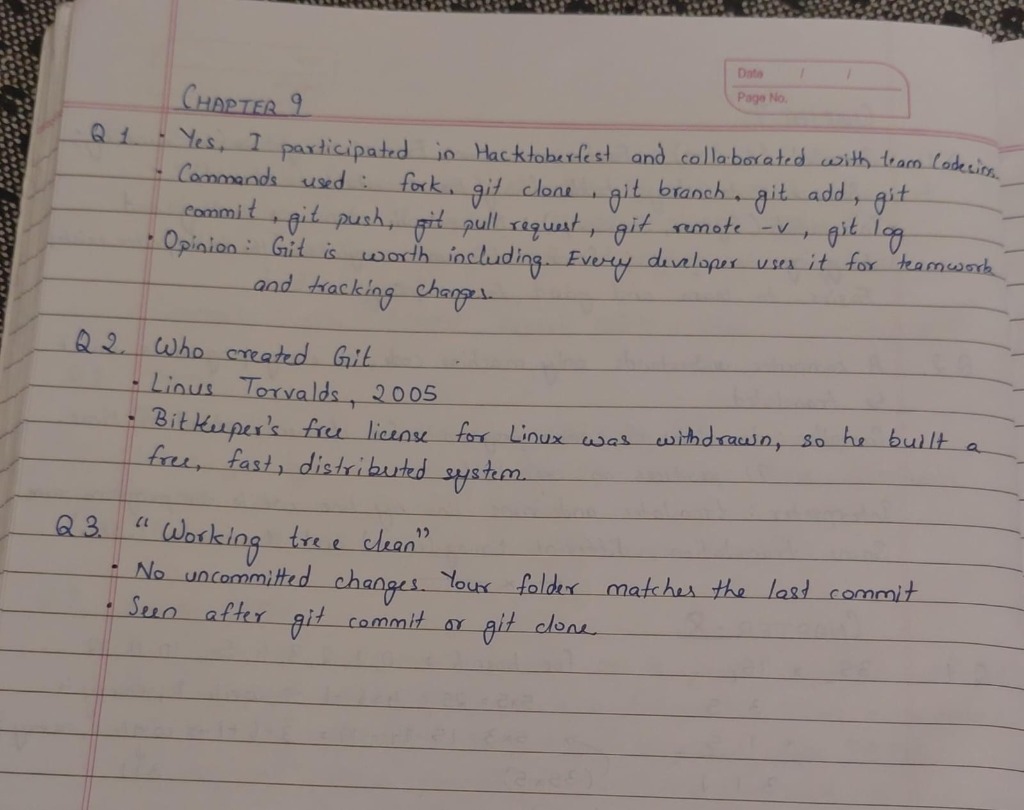 Date / /
Page No.
CHAPTER 9
Q 1. • Yes, I participated in Hacktoberfest and collaborated with team
• Commands used : fork, git clone, git branch, git add, git
commit, git push, git pull request, git remote -v, git log
• Opinion : Git is worth including. Every developer uses it for teamwork
and tracking changes.
Q 2. Who created Git
• Linus Torvalds, 2005
• BitKeeper's free license for Linux was withdrawn, so he built a
free, fast, distributed system.
Q 3. "Working tree clean"
• No uncommitted changes. Your folder matches the last commit
• Seen after git commit or git clone